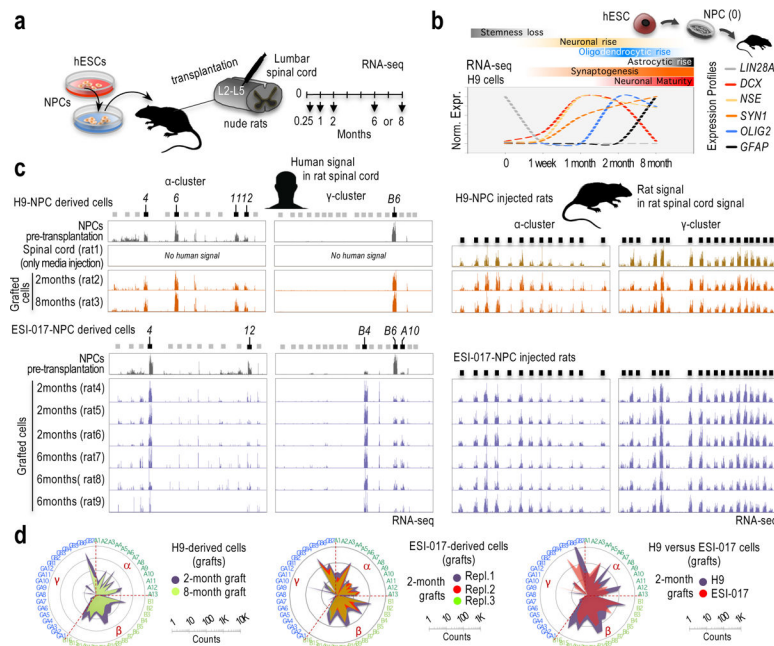 a
hESCs
NPCs
transplantation
Lumbar
spinal cord
L2-L5
nude rats
RNA-seq
0
0.25 1 2 6 or 8
Months
b
hESC
NPC (0)
Stemness loss
Neuronal rise
Oligodendrocytic rise
Astrocytic rise
Synaptogenesis
Neuronal Maturity
RNA-seq
H9 cells
Norm. Expr.
0 1 week 1 month 2 month 8 month
Expression Profiles
LIN28A
DCX
NSE
SYN1
OLIG2
GFAP
c
Human signal
in rat spinal cord
α-cluster
γ-cluster
H9-NPC derived cells
4 6 11 12 B6
NPCs
pre-transplantation
Spinal cord (rat1)
(only media injection)
No human signal
No human signal
Grafted
cells
2months (rat2)
8months (rat3)
ESI-017-NPC derived cells
4 12 B4 B6 A10
NPCs
pre-transplantation
Grafted cells
2months (rat4)
2months (rat5)
2months (rat6)
6months (rat7)
6months( rat8)
6months (rat9)
RNA-seq
H9-NPC injected rats
Rat signal
in rat spinal cord signal
α-cluster
γ-cluster
ESI-017-NPC injected rats
RNA-seq
d
α
β
γ
H9-derived cells
(grafts)
2-month graft
8-month graft
1 10 100 1K 10K
Counts
α
β
γ
ESI-017-derived cells
(grafts)
2-month
grafts
Repl.1
Repl.2
Repl.3
1 10 100 1K
Counts
α
β
γ
H9 versus ESI-017 cells
(grafts)
2-month
grafts
H9
ESI-017
1 10 100 1K
Counts